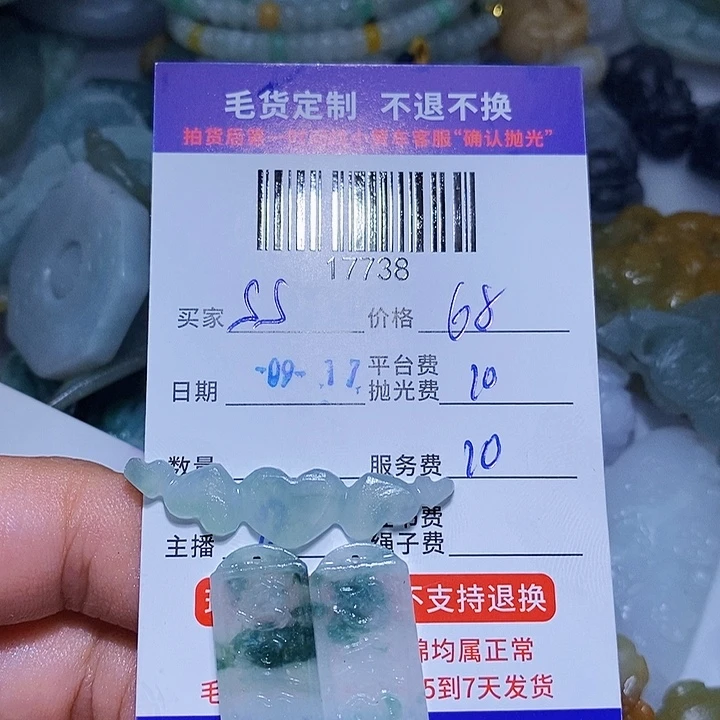 毛货定制 不退不换
拍货后第一 客服“确认抛光”
17738
买家 SS 价格 68
日期 -09-17 平台费
抛光费 10
数量 服务费 10
主播 绳子费
不支持退换
棉均属正常
5到7天发货